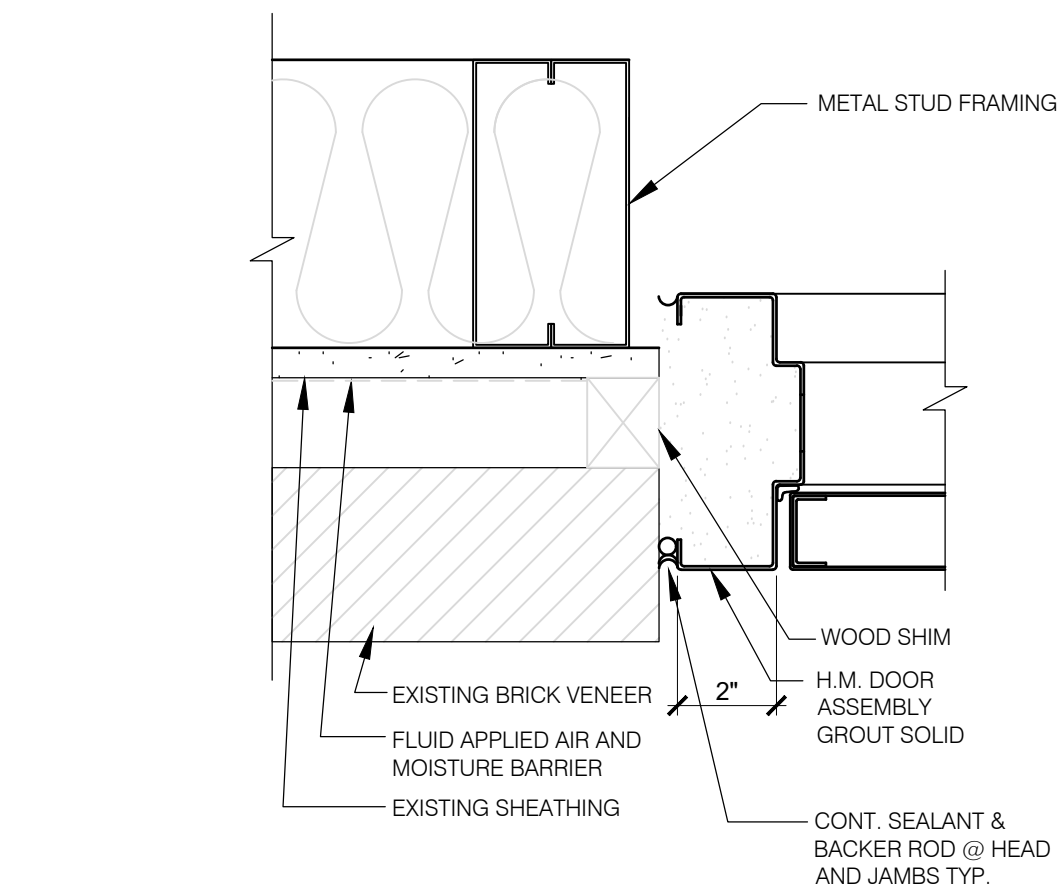 METAL STUD FRAMING
WOOD SHIM
H.M. DOOR
ASSEMBLY
GROUT SOLID
2"
EXISTING BRICK VENEER
FLUID APPLIED AIR AND
MOISTURE BARRIER
EXISTING SHEATHING
CONT. SEALANT &
BACKER ROD @ HEAD
AND JAMBS TYP.